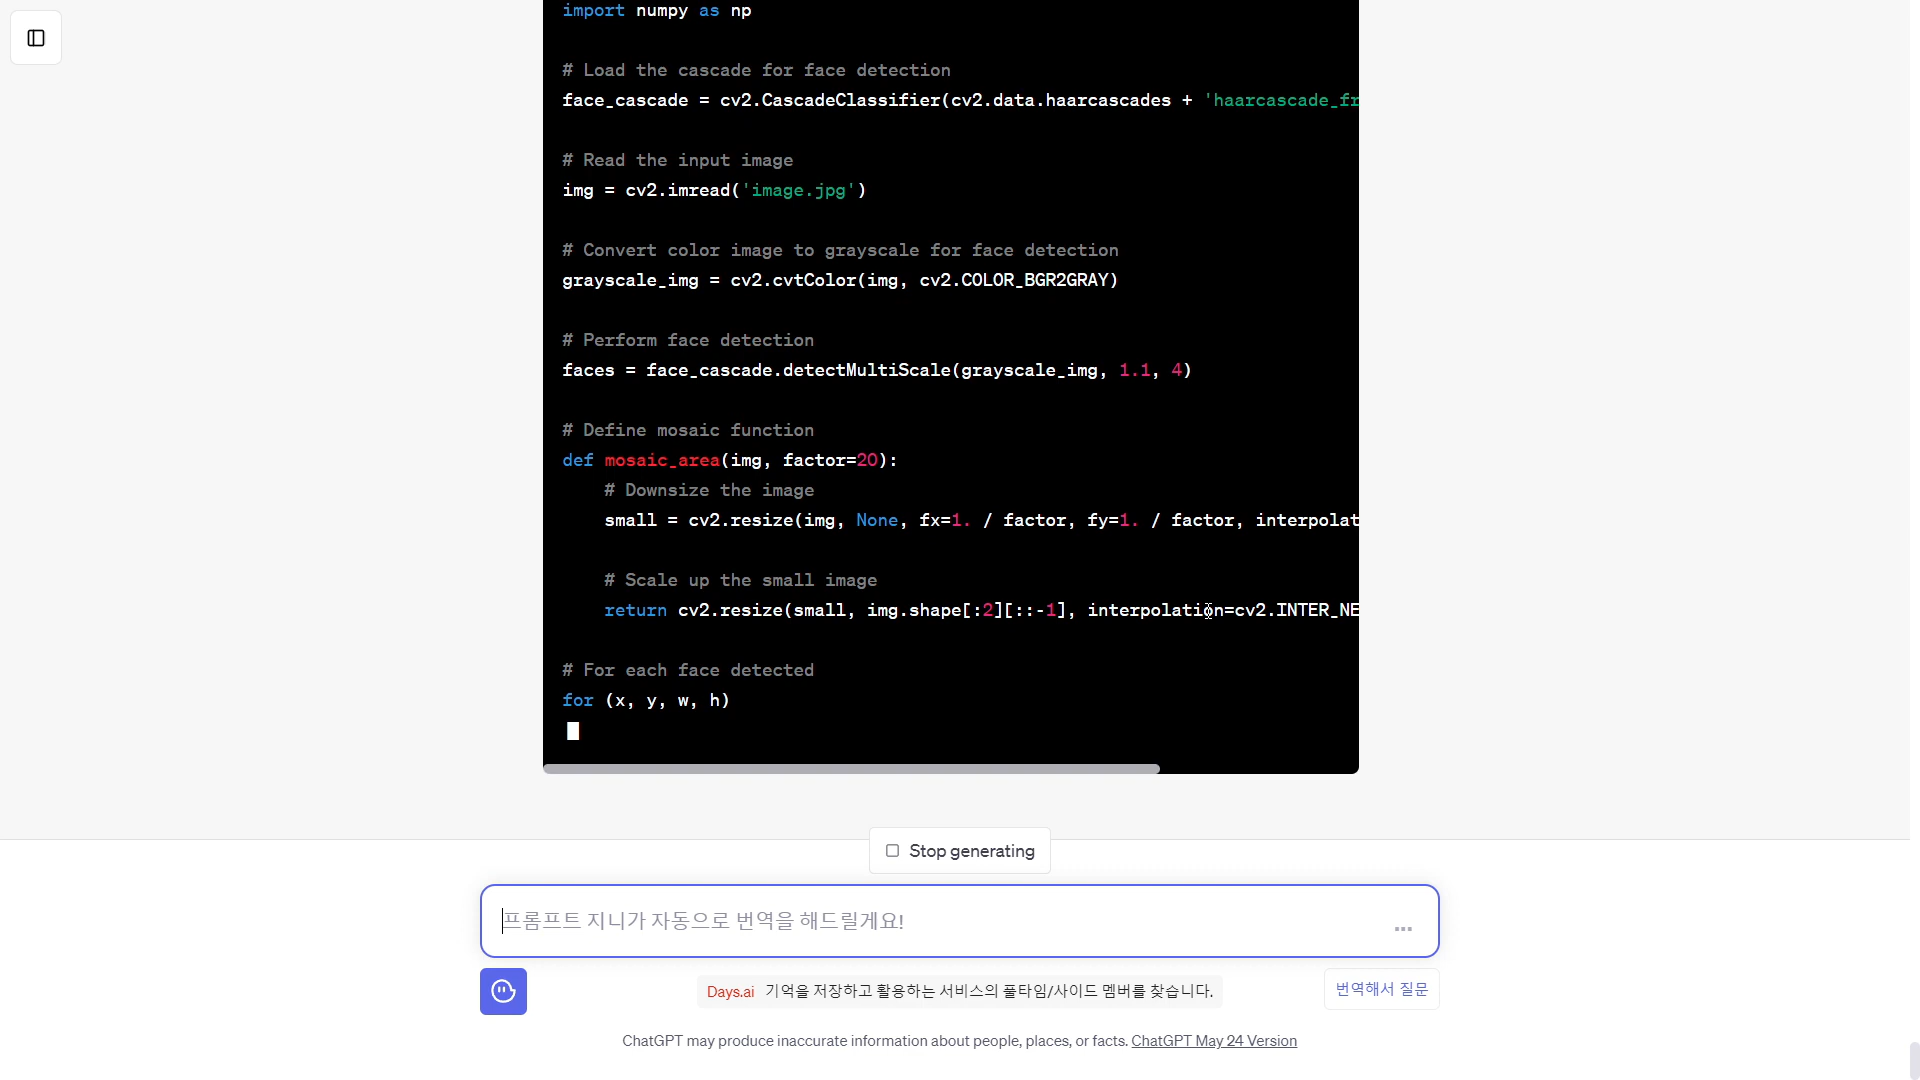 import numpy as np
# Load the cascade for face detection
face_cascade = cv2.CascadeClassifier(cv2.data.haarcascades + 'haarcascade_fr
# Read the input image
img = cv2.imread('image.jpg')
# Convert color image to grayscale for face detection
grayscale_img = cv2.cvtColor(img, cv2.COLOR_BGR2GRAY)
# Perform face detection
faces = face_cascade.detectMultiScale(grayscale_img, 1.1, 4)
# Define mosaic function
def mosaic_area(img, factor=20):
# Downsize the image
small = cv2.resize(img, None, fx=1. / factor, fy=1. / factor, interpolat
# Scale up the small image
return cv2.resize(small, img.shape[:2][::-1], interpolation=cv2.INTER_NE
# For each face detected
for (x, y, w, h)
Stop generating
프롬프트 지니가 자동으로 번역을 해드릴게요!
Days.ai 기억을 저장하고 활용하는 서비스의 풀타임/사이드 멤버를 찾습니다.
번역해서 질문
ChatGPT may produce inaccurate information about people, places, or facts. ChatGPT May 24 Version